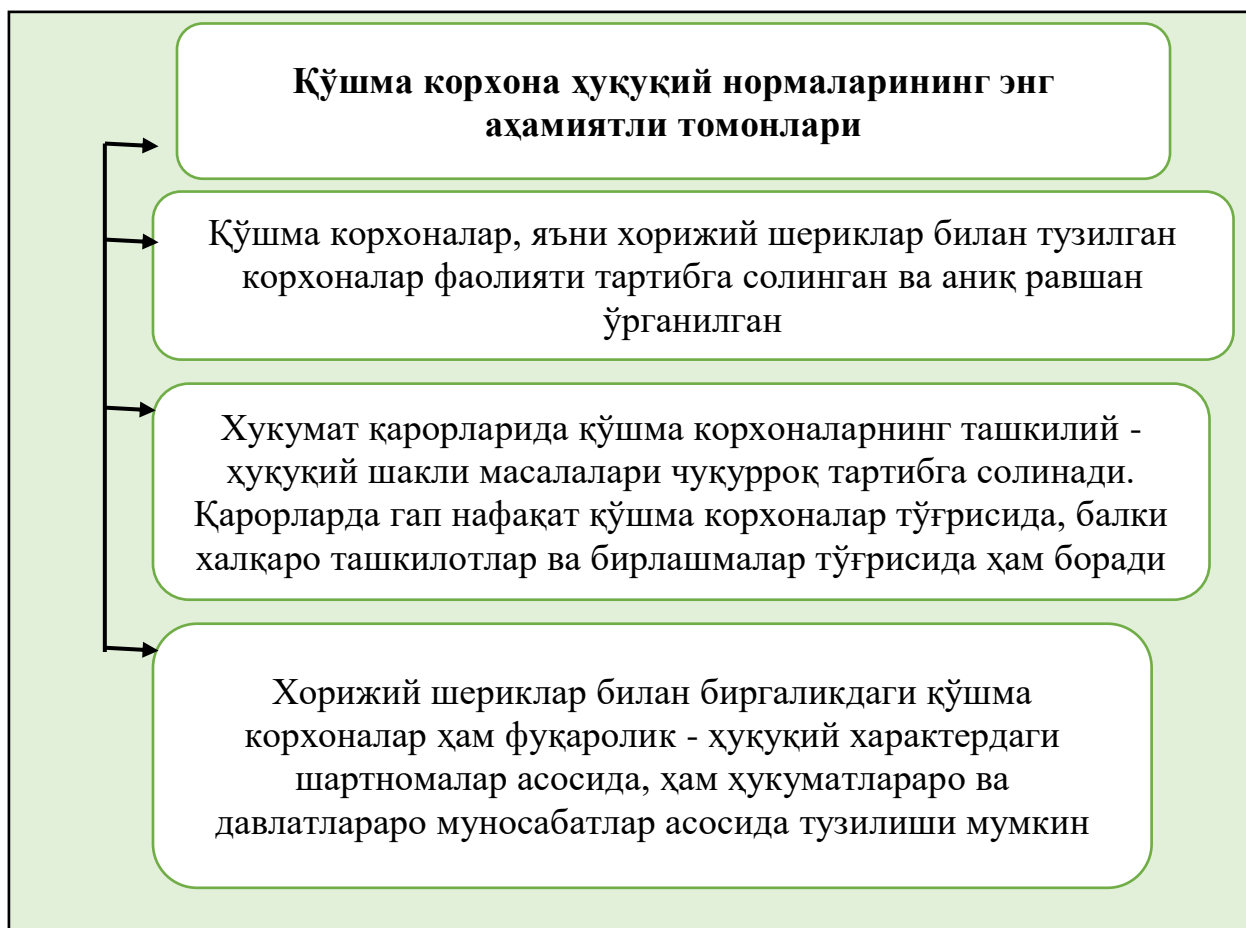 Қўшма корхона ҳуқуқий нормаларининг энг
аҳамиятли томонлари
Қўшма корхоналар, яъни хорижий шериклар билан тузилган
корхоналар фаолияти тартибга солинган ва аниқ равшан
ўрганилган
Хукумат қарорларида қўшма корхоналарнинг ташкилий -
ҳуқуқий шакли масалалари чуқурроқ тартибга солинади.
Қарорларда гап нафақат қўшма корхоналар тўғрисида, балки
халқаро ташкилотлар ва бирлашмалар тўғрисида ҳам боради
Хорижий шериклар билан биргаликдаги қўшма
корхоналар ҳам фуқаролик - ҳуқуқий характердаги
шартномалар асосида, ҳам ҳукуматлараро ва
давлатлараро муносабатлар асосида тузилиши мумкин